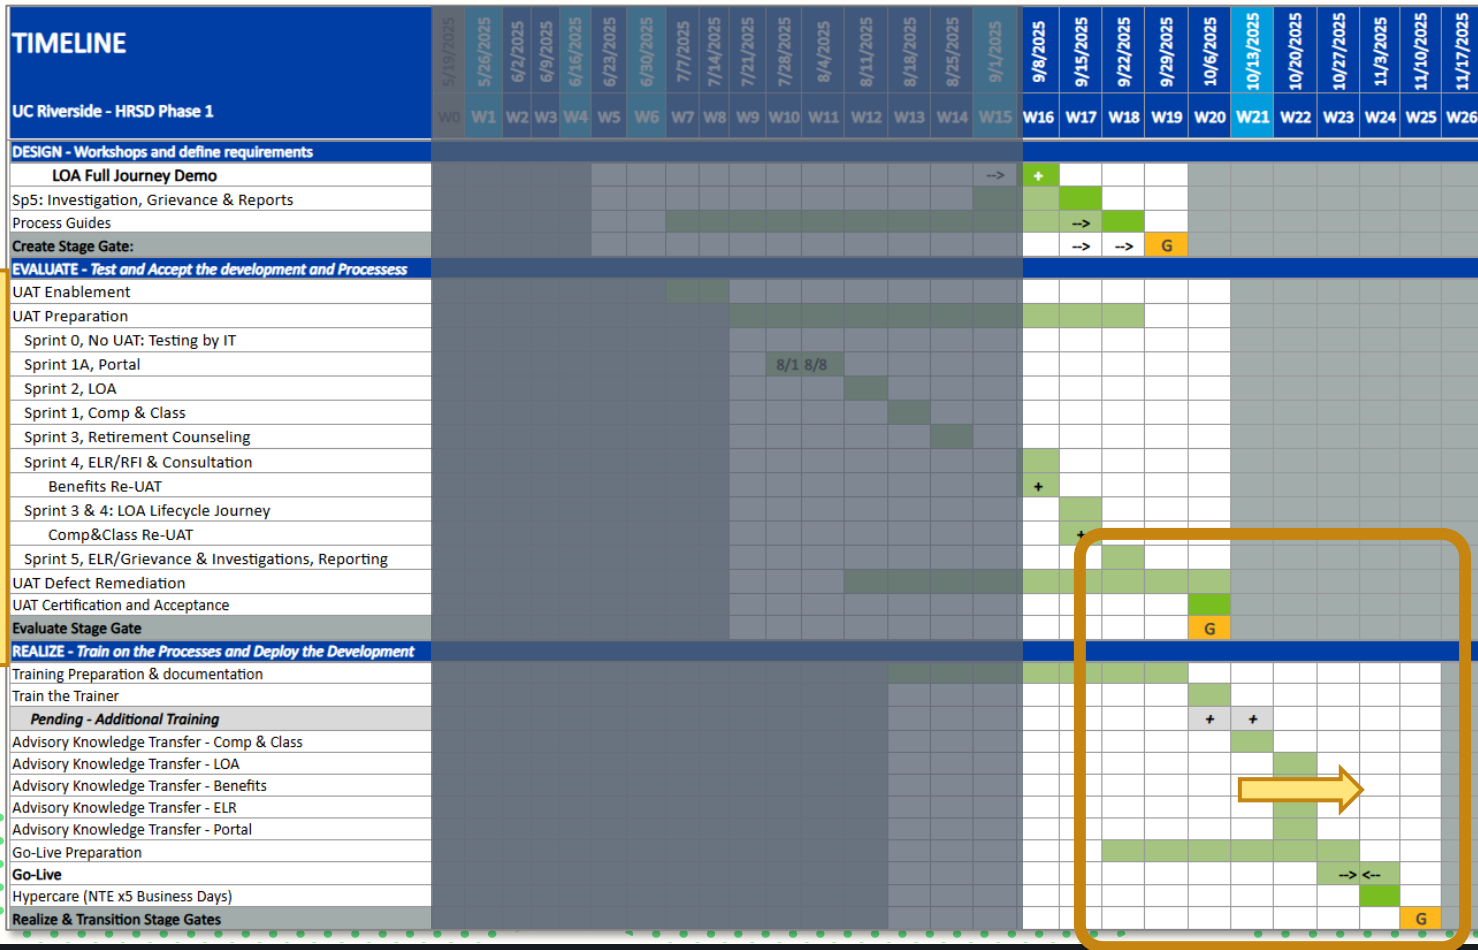 TIMELINE
UC Riverside - HRSD Phase 1
5/19/2025 5/26/2025 6/2/2025 6/9/2025 6/16/2025 6/23/2025 6/30/2025 7/7/2025 7/14/2025 7/21/2025 7/28/2025 8/4/2025 8/11/2025 8/18/2025 8/25/2025 9/1/2025 9/8/2025 9/15/2025 9/22/2025 9/29/2025 10/6/2025 10/13/2025 10/20/2025 10/27/2025 11/3/2025 11/10/2025 11/17/2025
W0 W1 W2 W3 W4 W5 W6 W7 W8 W9 W10 W11 W12 W13 W14 W15 W16 W17 W18 W19 W20 W21 W22 W23 W24 W25 W26
DESIGN - Workshops and define requirements
LOA Full Journey Demo --> +
Sp5: Investigation, Grievance & Reports
Process Guides -->
Create Stage Gate: --> --> G
EVALUATE - Test and Accept the development and Processess
UAT Enablement
UAT Preparation
Sprint 0, No UAT: Testing by IT
Sprint 1A, Portal 8/1 8/8
Sprint 2, LOA
Sprint 1, Comp & Class
Sprint 3, Retirement Counseling
Sprint 4, ELR/RFI & Consultation
Benefits Re-UAT +
Sprint 3 & 4: LOA Lifecycle Journey
Comp&Class Re-UAT +
Sprint 5, ELR/Grievance & Investigations, Reporting
UAT Defect Remediation
UAT Certification and Acceptance
Evaluate Stage Gate G
REALIZE - Train on the Processes and Deploy the Development
Training Preparation & documentation
Train the Trainer
Pending - Additional Training + +
Advisory Knowledge Transfer - Comp & Class
Advisory Knowledge Transfer - LOA
Advisory Knowledge Transfer - Benefits
Advisory Knowledge Transfer - ELR
Advisory Knowledge Transfer - Portal
Go-Live Preparation
Go-Live --> <--
Hypercare (NTE x5 Business Days)
Realize & Transition Stage Gates G